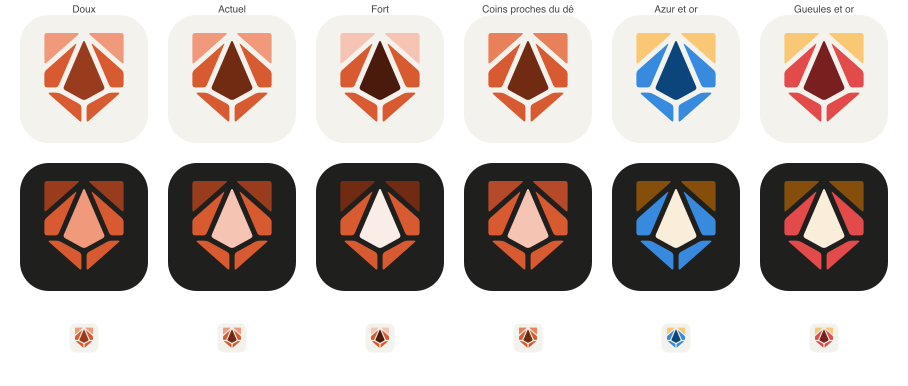 Doux
Actuel
Fort
Coins proches du dé
Azur et or
Gueules et or